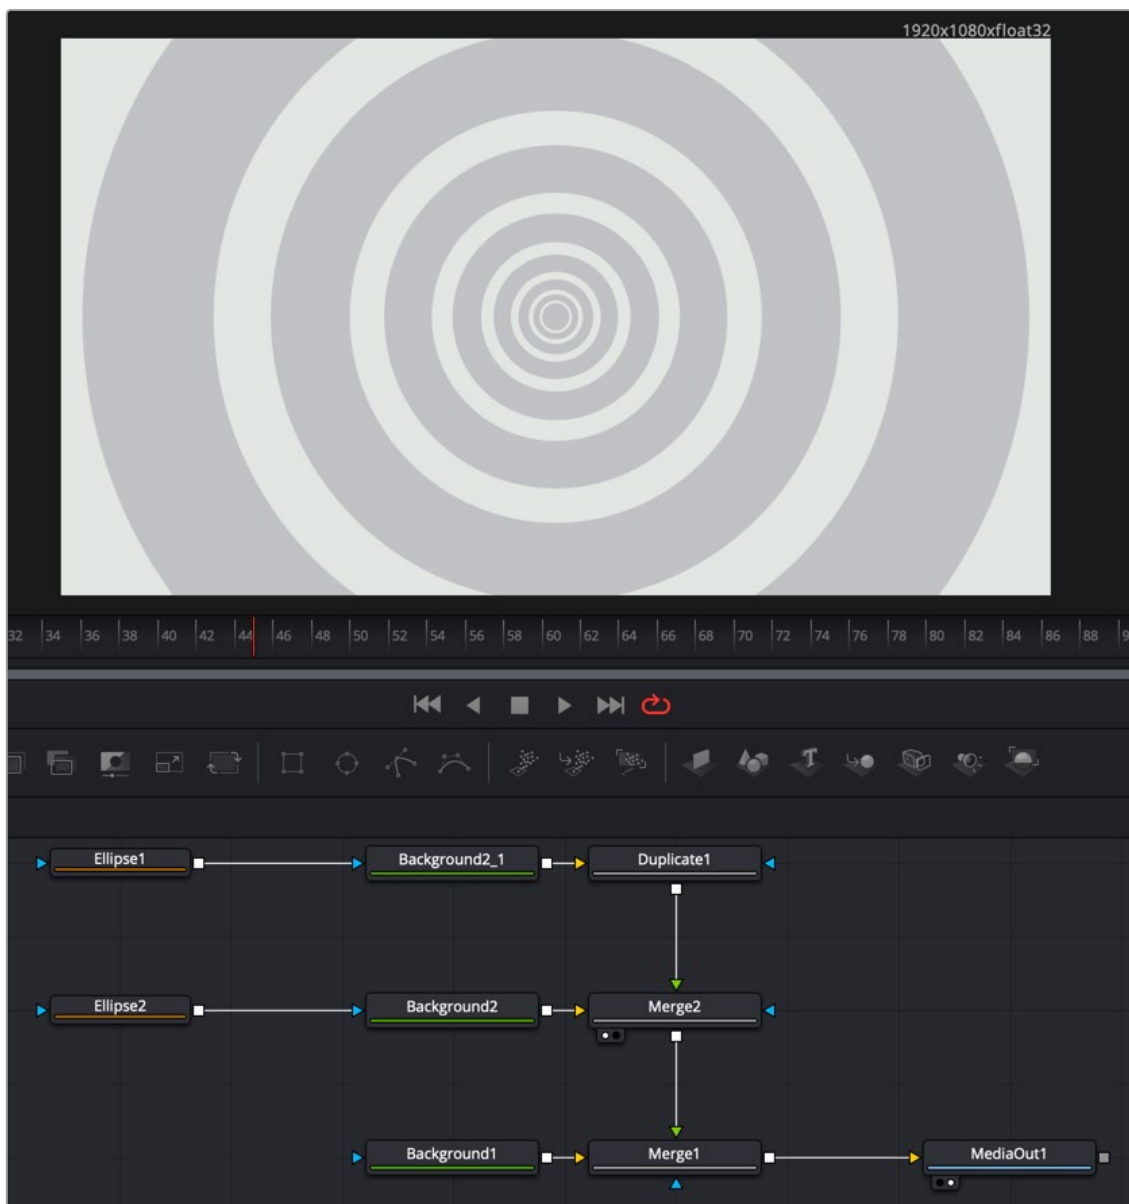 1920x1080xfloat32
32 34 36 38 40 42 44 46 48 50 52 54 56 58 60 62 64 66 68 70 72 74 76 78 80 82 84 86 88 9
Ellipse1 Background2_1 Duplicate1
Ellipse2 Background2 Merge2
Background1 Merge1 MediaOut1